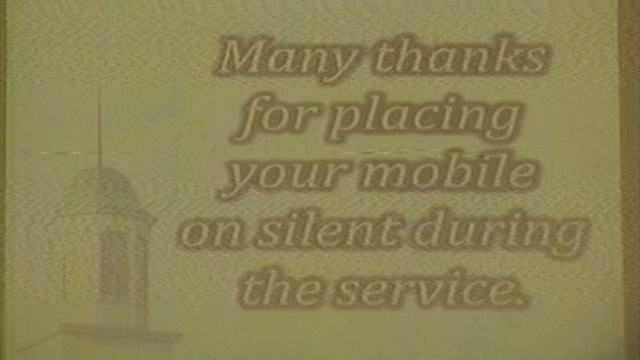 Many thanks
for placing
your mobile
on silent during
the service.